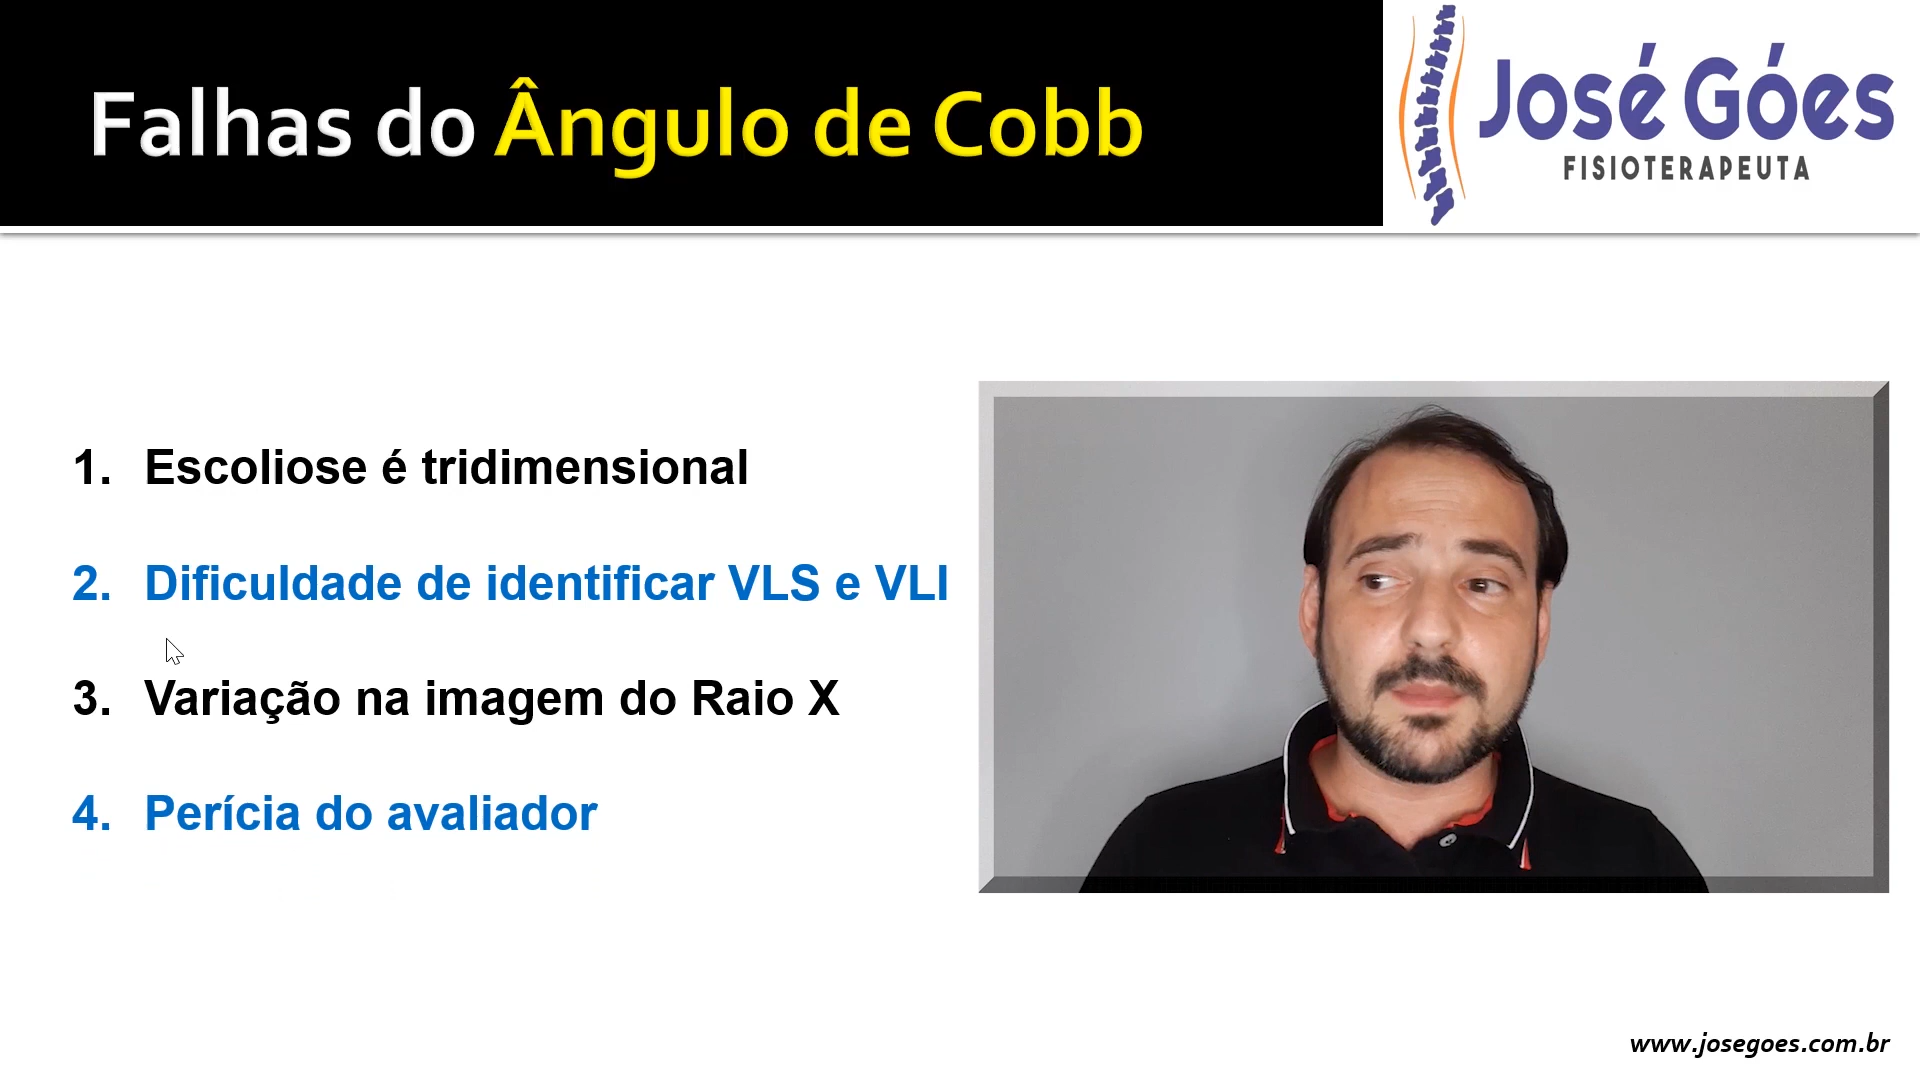 Falhas do Ângulo de Cobb
José Góes
FISIOTERAPEUTA
1. Escoliose é tridimensional
2. Dificuldade de identificar VLS e VLI
3. Variação na imagem do Raio X
4. Perícia do avaliador
www.josegoes.com.br